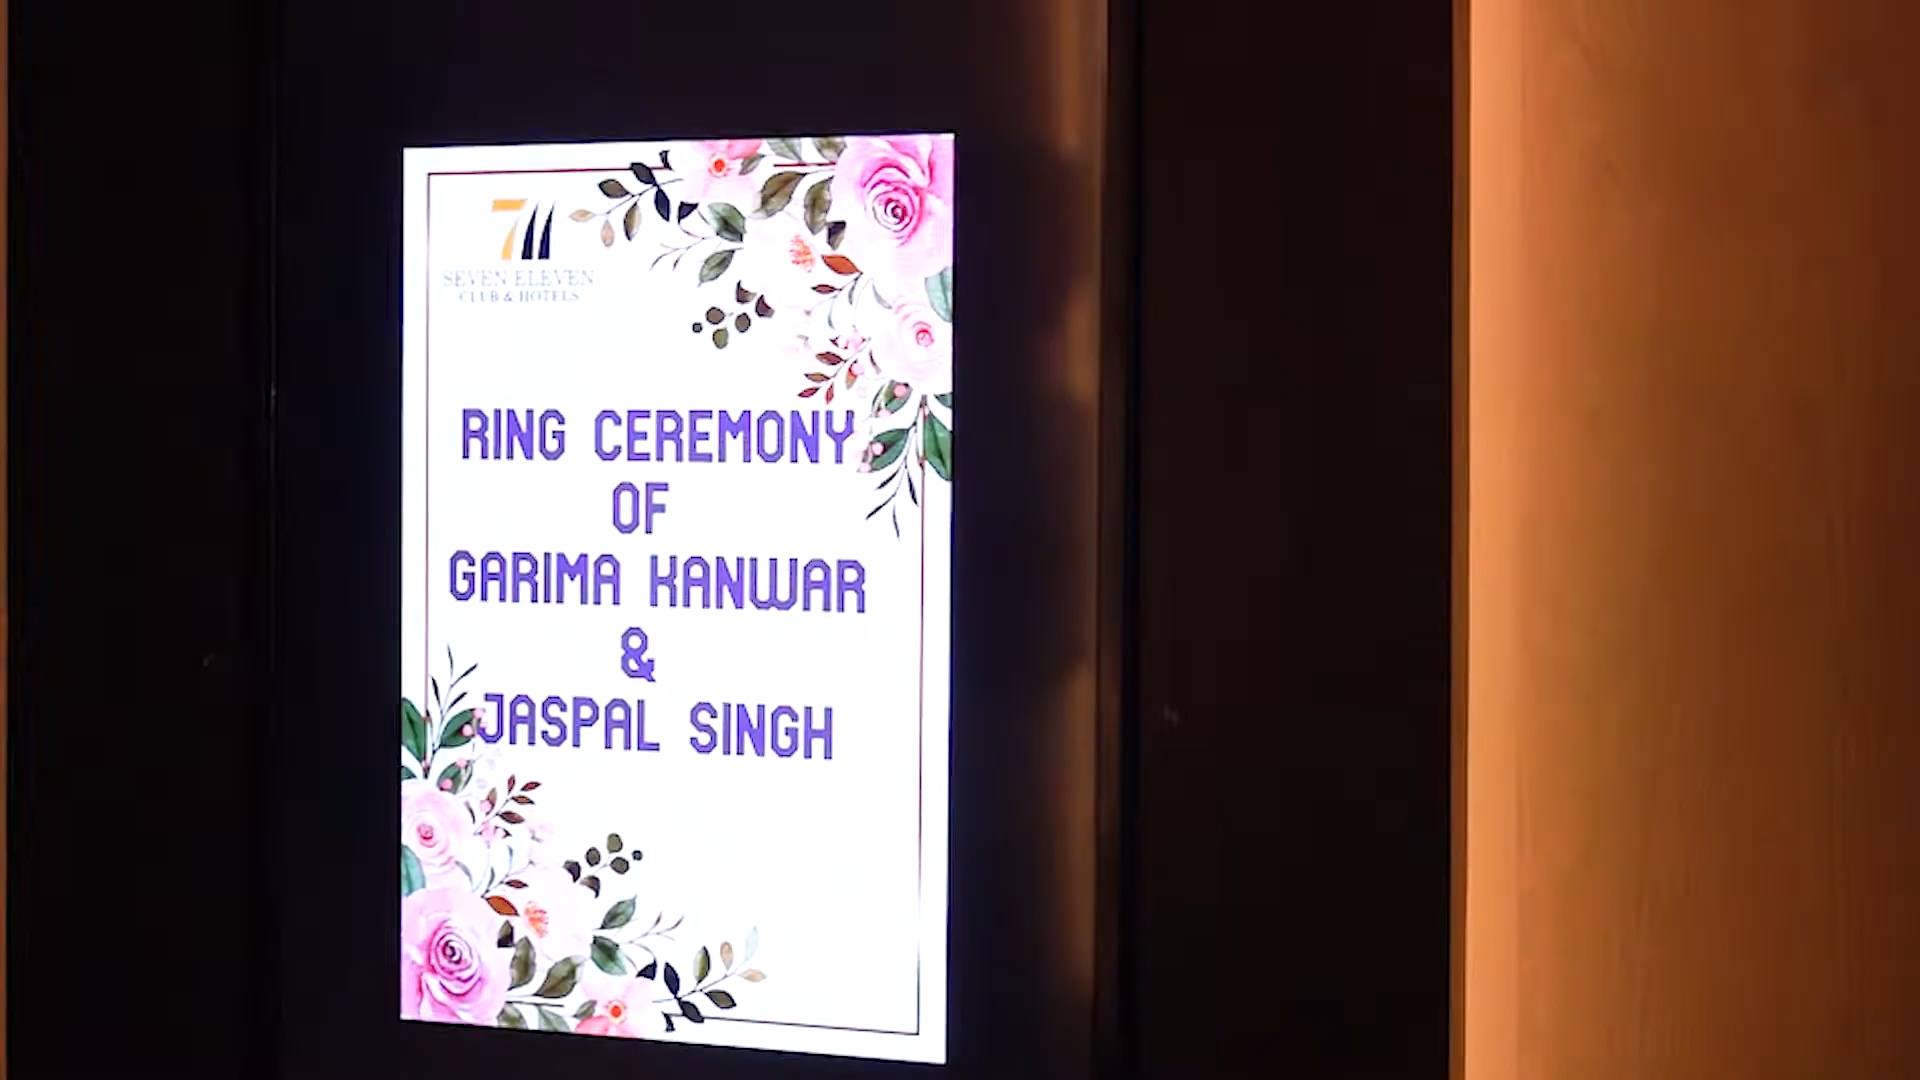 711
SEVEN ELEVEN
CLUB & HOTELS
RING CEREMONY
OF
GARIMA KANWAR
&
JASPAL SINGH